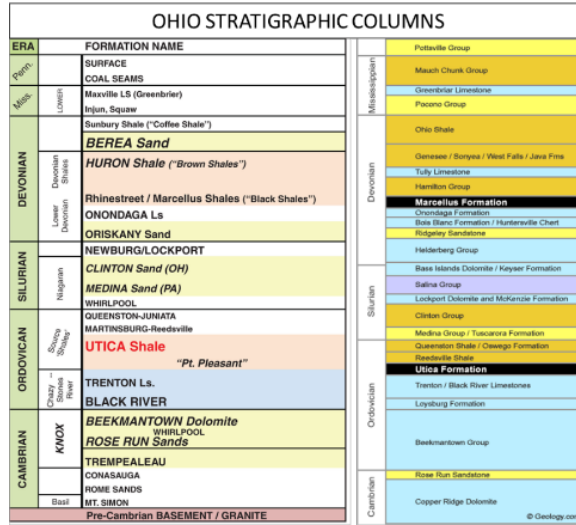 OHIO STRATIGRAPHIC COLUMNS
ERA
FORMATION NAME
Penn.
SURFACE
COAL SEAMS
Miss.
LOWER
Maxville LS (Greenbrier)
Injun, Squaw
DEVONIAN
Sunbury Shale ("Coffee Shale")
BEREA Sand
Devonian
Shales
HURON Shale ("Brown Shales")
Rhinestreet / Marcellus Shales ("Black Shales")
Lower
Devonian
ONONDAGA Ls
ORISKANY Sand
SILURIAN
NEWBURG/LOCKPORT
Niagaran
CLINTON Sand (OH)
MEDINA Sand (PA)
WHIRLPOOL
ORDOVICAN
Source
'Shales'
QUEENSTON-JUNIATA
MARTINSBURG-Reedsville
UTICA Shale
"Pt. Pleasant"
Chazy --
Stones
River
TRENTON Ls.
BLACK RIVER
CAMBRIAN
KNOX
BEEKMANTOWN Dolomite
WHIRLPOOL
ROSE RUN Sands
TREMPEALEAU
CONASAUGA
ROME SANDS
Basil
MT. SIMON
Pre-Cambrian BASEMENT / GRANITE
Mississippian
Pottsville Group
Mauch Chunk Group
Greenbriar Limestone
Pocono Group
Devonian
Ohio Shale
Genesee / Sonyea / West Falls / Java Fms
Tully Limestone
Hamilton Group
Marcellus Formation
Onondaga Formation
Bois Blanc Formation / Huntersville Chert
Ridgeley Sandstone
Helderberg Group
Silurian
Bass Islands Dolomite / Keyser Formation
Salina Group
Lockport Dolomite and McKenzie Formation
Clinton Group
Medina Group / Tuscarora Formation
Ordovician
Queenston Shale / Oswego Formation
Reedsville Shale
Utica Formation
Trenton / Black River Limestones
Loysburg Formation
Beekmantown Group
Cambrian
Rose Run Sandstone
Copper Ridge Dolomite
© Geology.com